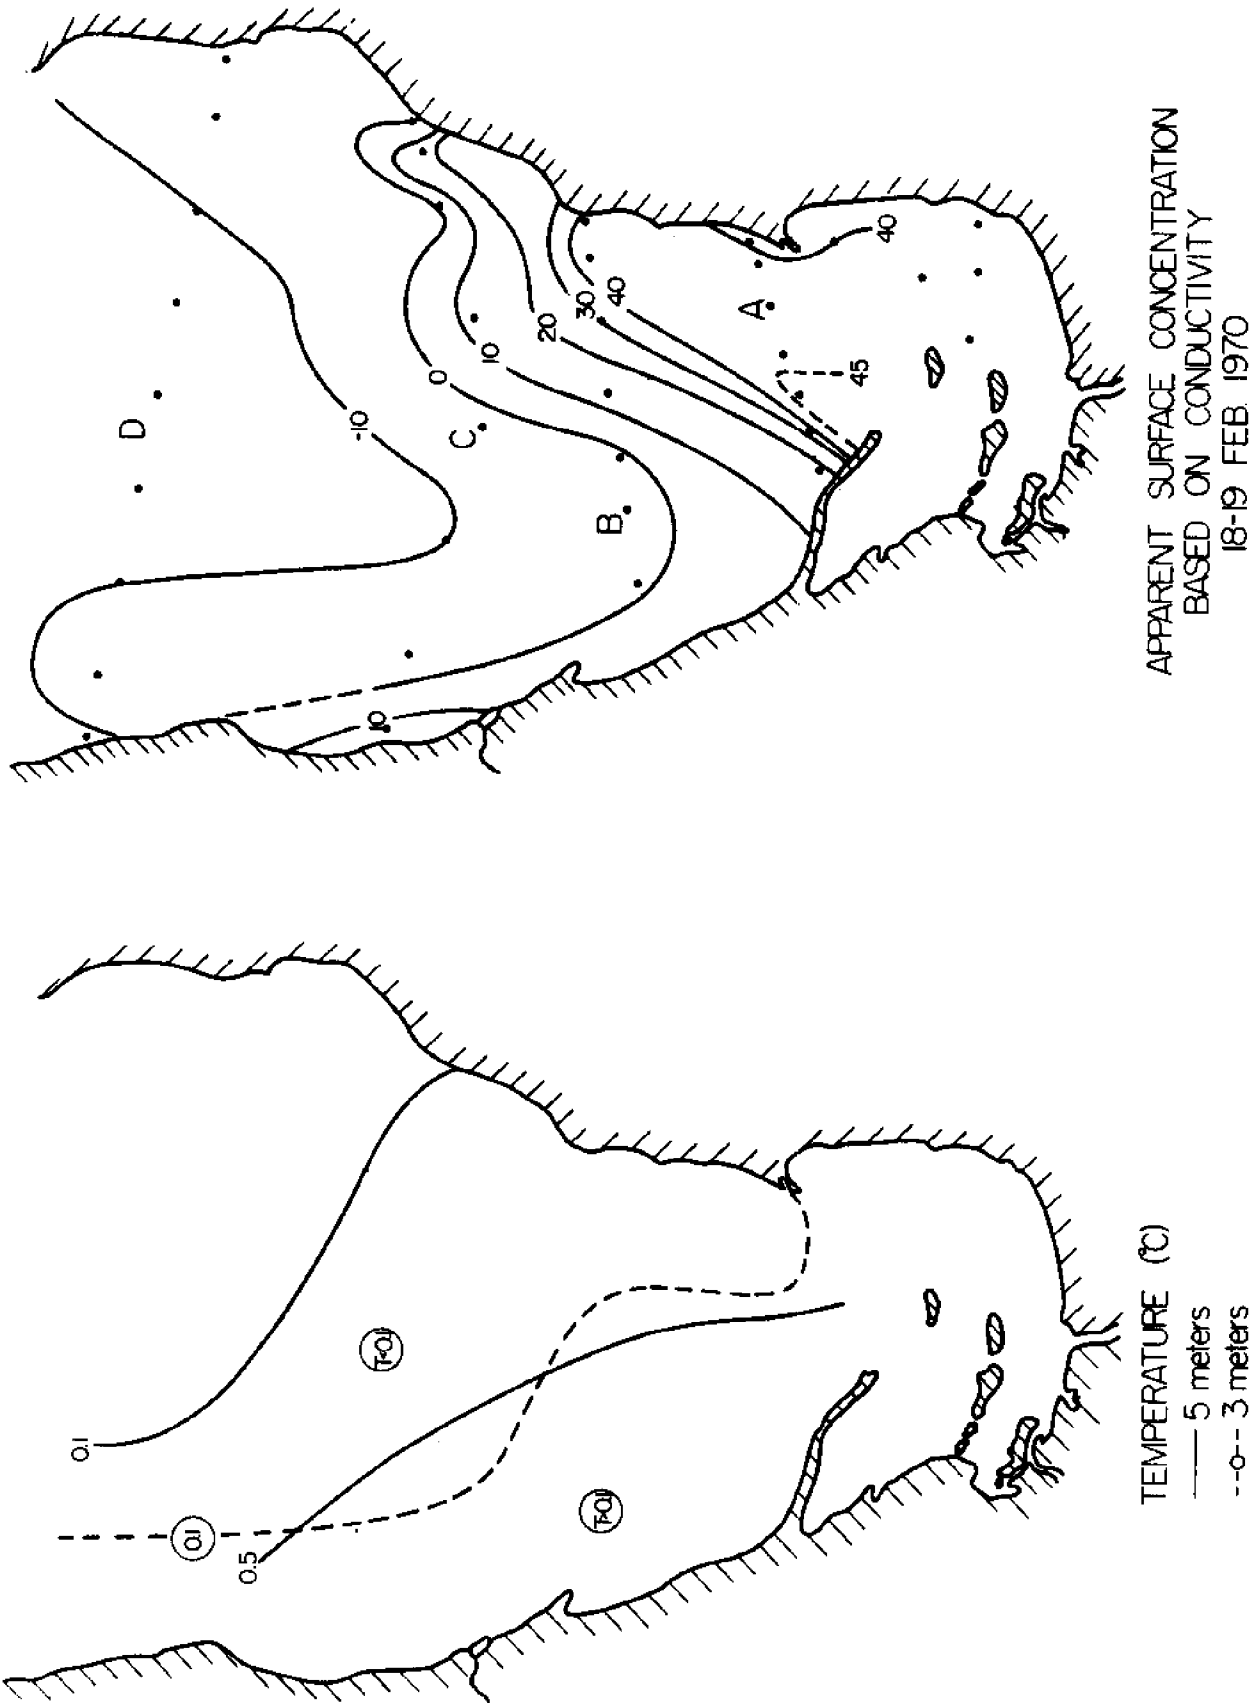 0.1
0.1
0.5
TEMPERATURE (°C)
5 meters
3 meters
D
-10
10
0
C
10
20
30
40
B
A
45
40
APPARENT SURFACE CONCENTRATION
BASED ON CONDUCTIVITY
18-19 FEB. 1970